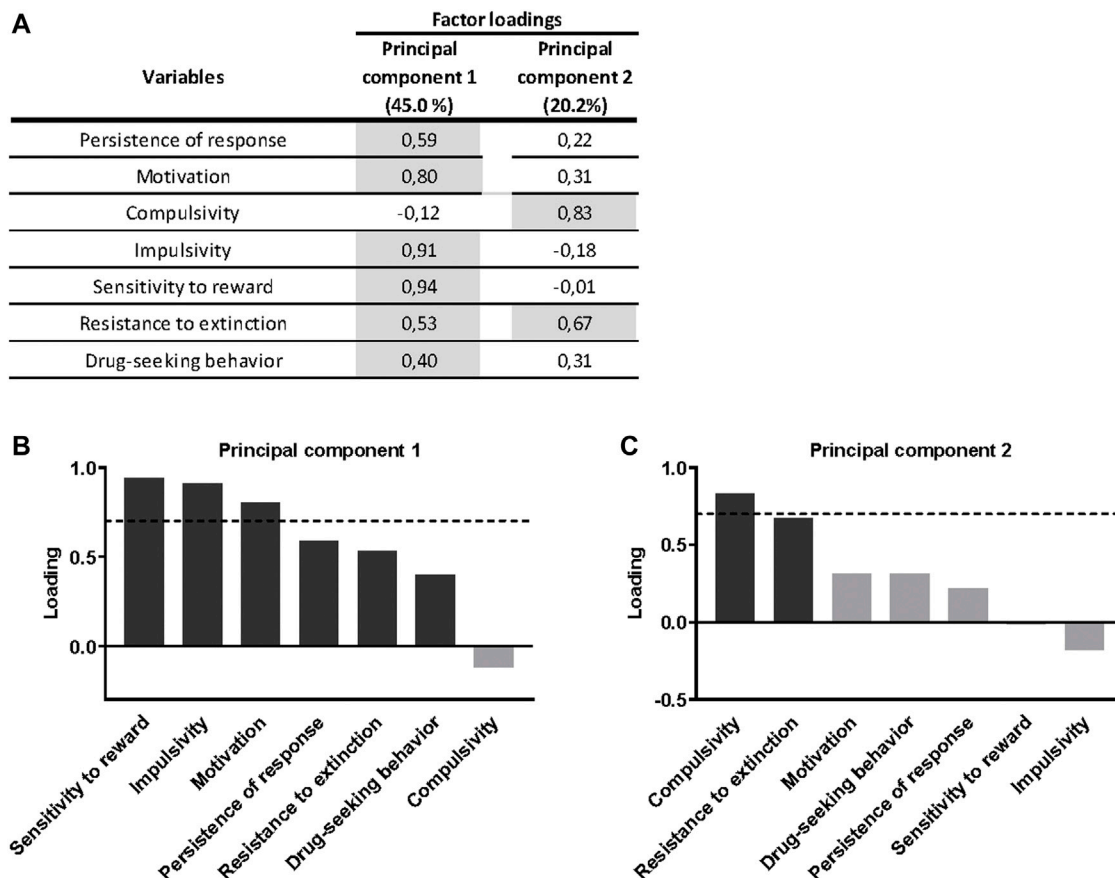 A
Factor loadings
Variables
Principal component 1 (45.0 %)
Principal component 2 (20.2%)
Persistence of response 0,59 0,22
Motivation 0,80 0,31
Compulsivity -0,12 0,83
Impulsivity 0,91 -0,18
Sensitivity to reward 0,94 -0,01
Resistance to extinction 0,53 0,67
Drug-seeking behavior 0,40 0,31
B
Principal component 1
Loading
1.0
0.5
0.0
Sensitivity to reward
Impulsivity
Motivation
Persistence of response
Resistance to extinction
Drug-seeking behavior
Compulsivity
C
Principal component 2
Loading
1.0
0.5
0.0
-0.5
Compulsivity
Resistance to extinction
Motivation
Drug-seeking behavior
Persistence of response
Sensitivity to reward
Impulsivity